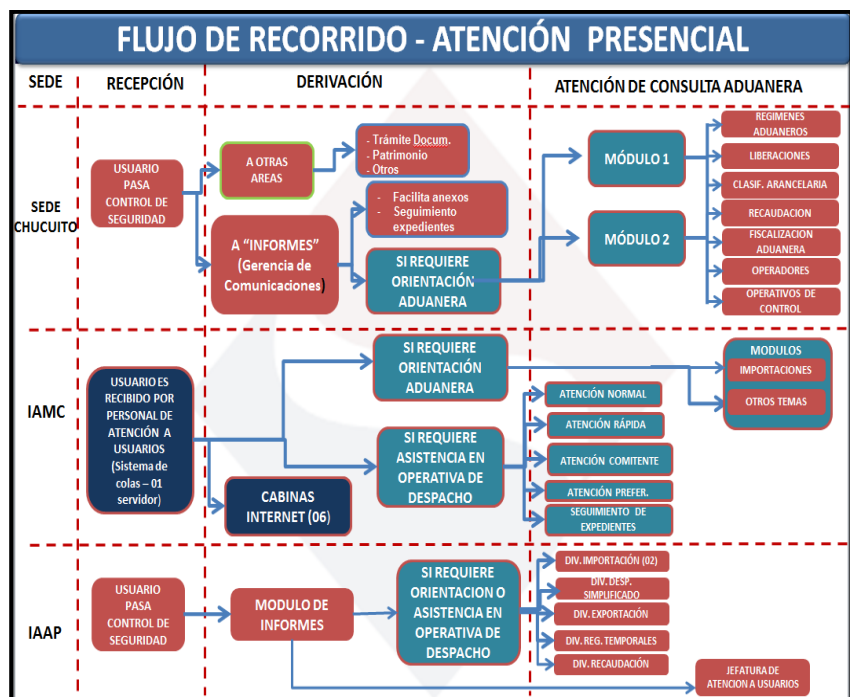 FLUJO DE RECORRIDO - ATENCIÓN PRESENCIAL
SEDE
RECEPCIÓN
DERIVACIÓN
ATENCIÓN DE CONSULTA ADUANERA
SEDE
CHUCUITO
USUARIO
PASA
CONTROL DE
SEGURIDAD
A OTRAS
AREAS
- Trámite Docum.
- Patrimonio
- Otros
A "INFORMES"
(Gerencia de
Comunicaciones)
- Facilita anexos
- Seguimiento
expedientes
SI REQUIERE
ORIENTACIÓN
ADUANERA
MÓDULO 1
MÓDULO 2
REGIMENES
ADUANEROS
LIBERACIONES
CLASIF. ARANCELARIA
RECAUDACION
FISCALIZACION
ADUANERA
OPERADORES
OPERATIVOS DE
CONTROL
IAMC
USUARIO ES
RECIBIDO POR
PERSONAL DE
ATENCIÓN A
USUARIOS
(Sistema de
colas – 01
servidor)
CABINAS
INTERNET (06)
SI REQUIERE
ORIENTACIÓN
ADUANERA
SI REQUIERE
ASISTENCIA EN
OPERATIVA DE
DESPACHO
ATENCIÓN NORMAL
ATENCIÓN RÁPIDA
ATENCIÓN COMITENTE
ATENCIÓN PREFER.
SEGUIMIENTO DE
EXPEDIENTES
MODULOS
IMPORTACIONES
OTROS TEMAS
IAAP
USUARIO
PASA
CONTROL DE
SEGURIDAD
MODULO DE
INFORMES
SI REQUIERE
ORIENTACION O
ASISTENCIA EN
OPERATIVA DE
DESPACHO
DIV. IMPORTACIÓN (02)
DIV. DESP.
SIMPLIFICADO
DIV. EXPORTACIÓN
DIV. REG. TEMPORALES
DIV. RECAUDACIÓN
JEFATURA DE
ATENCION A USUARIOS